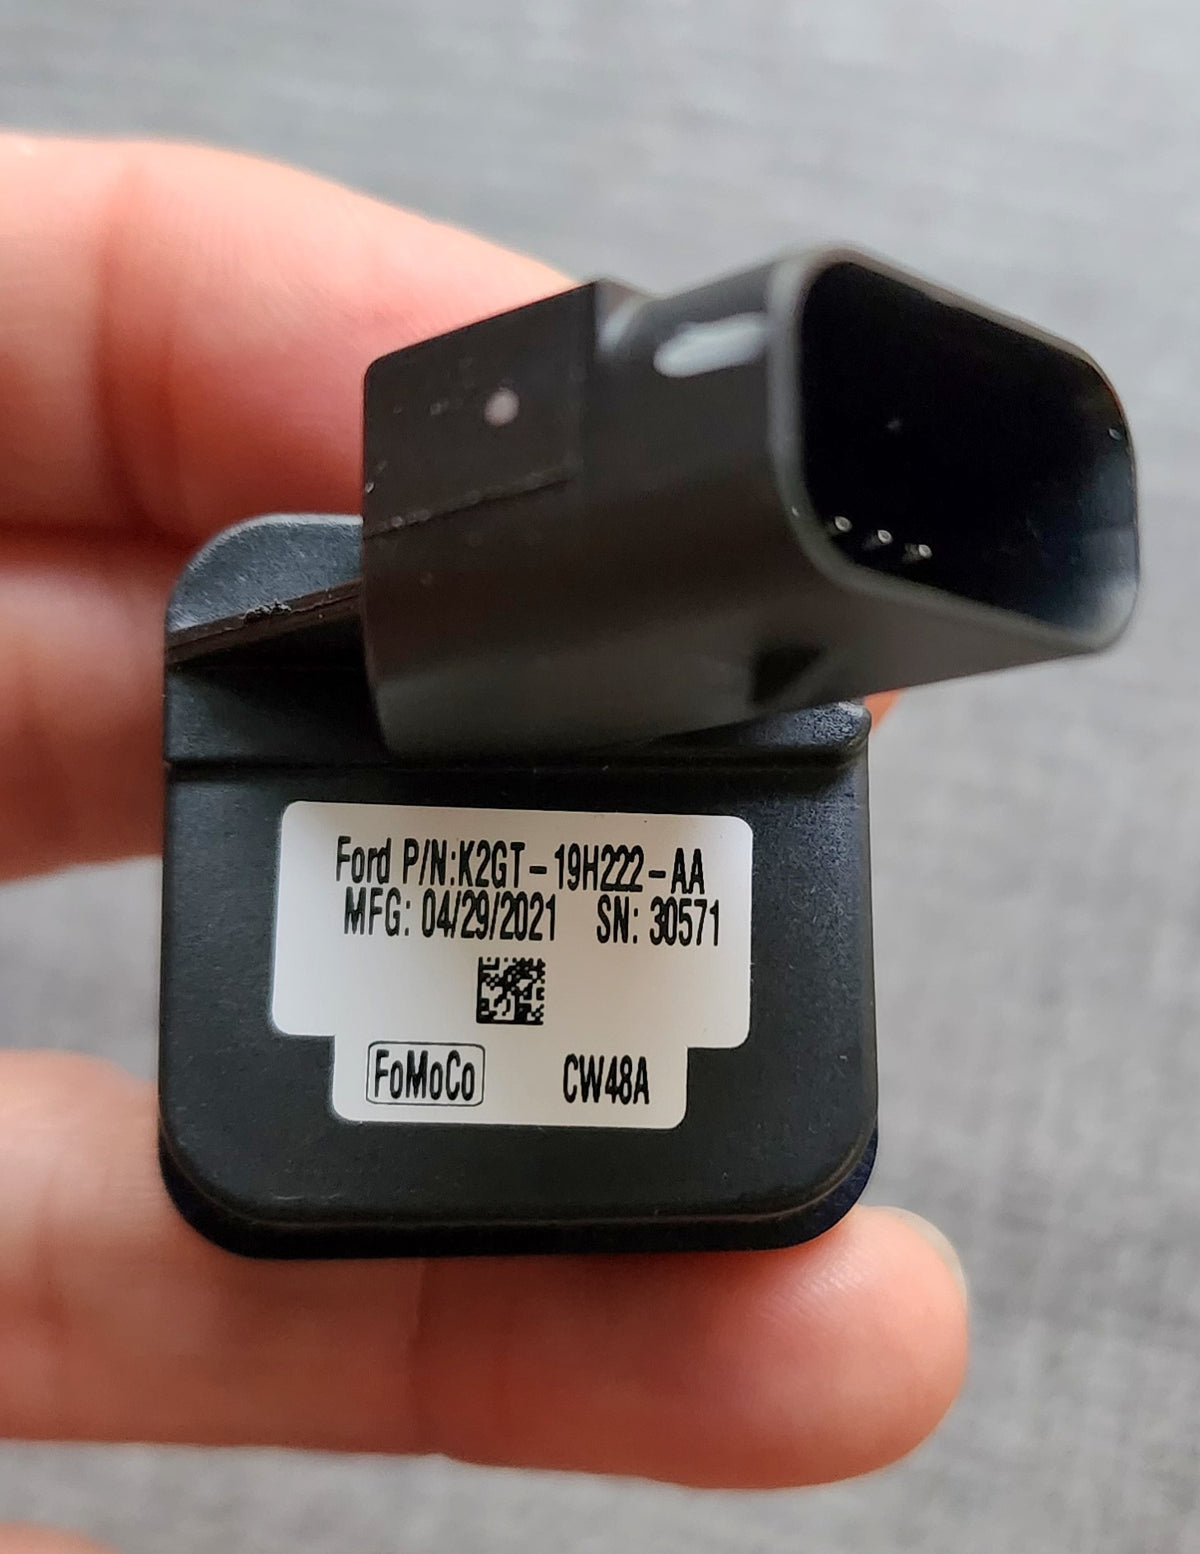 Ford P/N:K2GT-19H222-AA
MFG: 04/29/2021 SN: 30571
FoMoCo CW48A